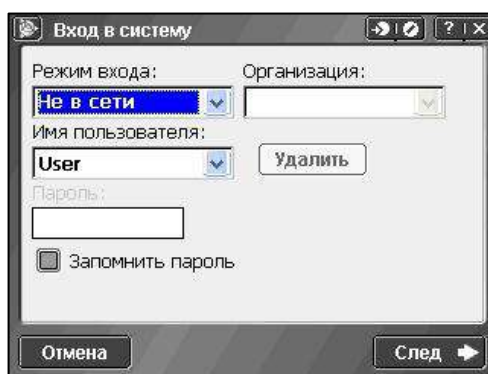 Вход в систему
? x
Режим входа:
Организация:
Не в сети
Имя пользователя:
User
Удалить
Пароль:
Запомнить пароль
Отмена
След